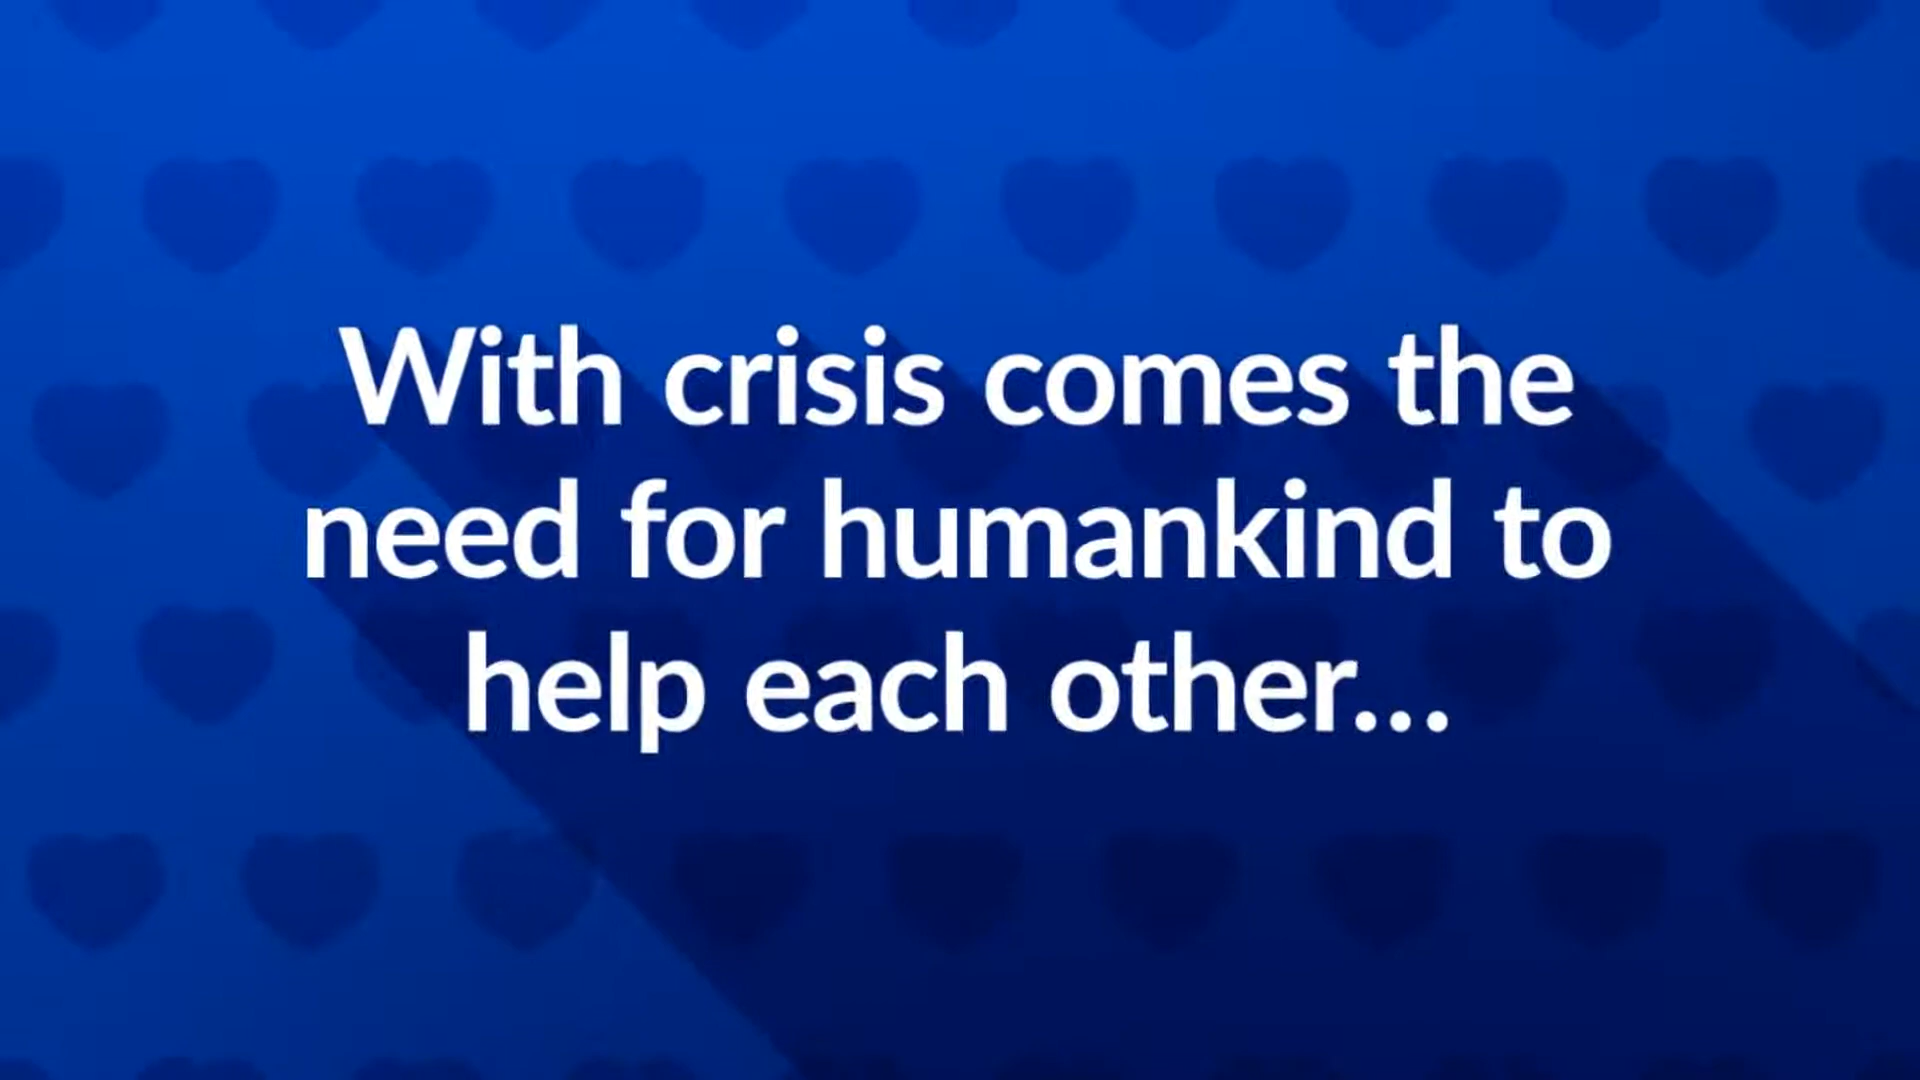 With crisis comes the
need for humankind to
help each other...